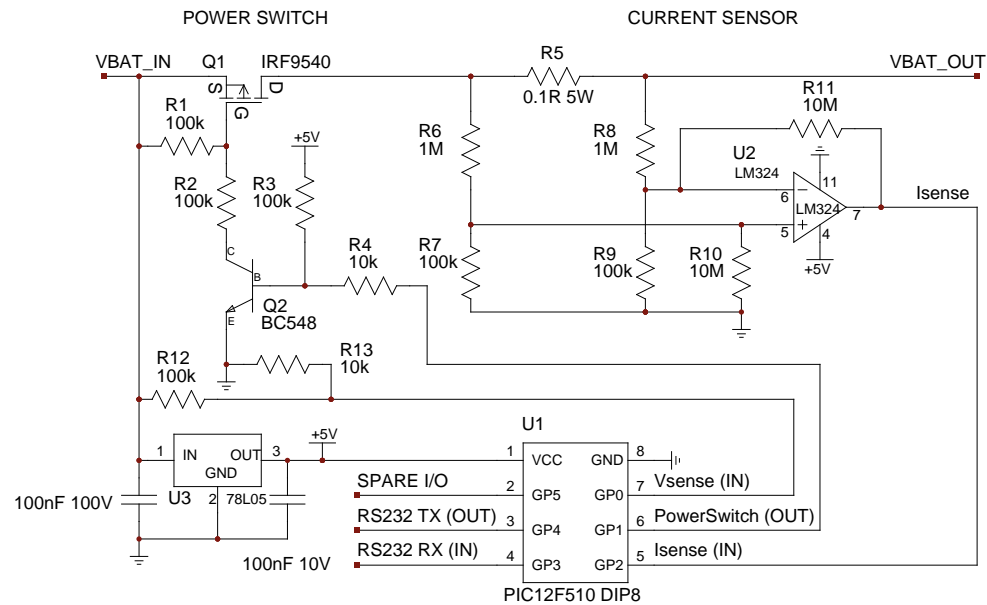 POWER SWITCH
CURRENT SENSOR
VBAT_IN
Q1
IRF9540
R5
0.1R 5W
VBAT_OUT
S
D
G
R1
100k
R2
100k
+5V
R3
100k
R6
1M
R8
1M
R11
10M
U2
LM324
11
6
LM324
7
5
4
+5V
Isense
C
B
E
Q2
BC548
R4
10k
R7
100k
R9
100k
R10
10M
R12
100k
R13
10k
U1
+5V
1
IN
OUT
3
GND
2
U3
78L05
100nF 100V
100nF 10V
1
VCC
GND
8
SPARE I/O
2
GP5
GP0
7
Vsense (IN)
RS232 TX (OUT)
3
GP4
GP1
6
PowerSwitch (OUT)
RS232 RX (IN)
4
GP3
GP2
5
Isense (IN)
PIC12F510 DIP8